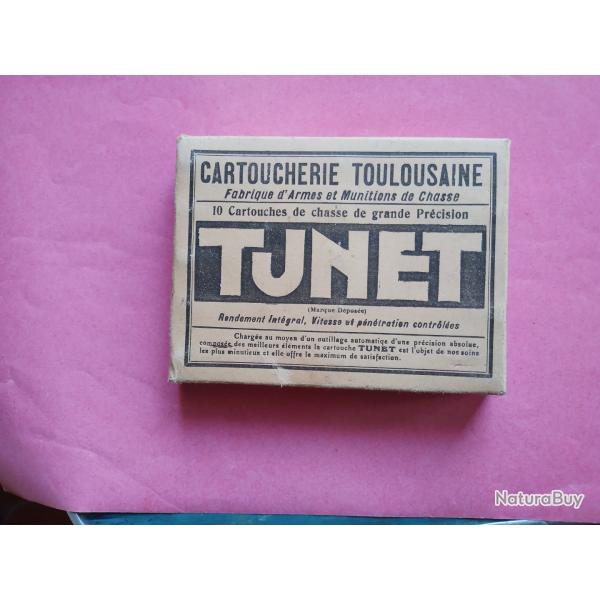 CARTOUCHERIE TOULOUSAINE
Fabrique d'Armes et Munitions de Chasse
10 Cartouches de chasse de grande Précision
TUNET
(Marque Déposée)
Rendement Intégral, Vitesse et pénétration contrôlées
Chargée au moyen d'un outillage automatique d'une précision absolue,
composée des meilleurs éléments la cartouche TUNET est l'objet de nos soins
les plus minutieux et elle offre le maximum de satisfaction.
NaturaBuy